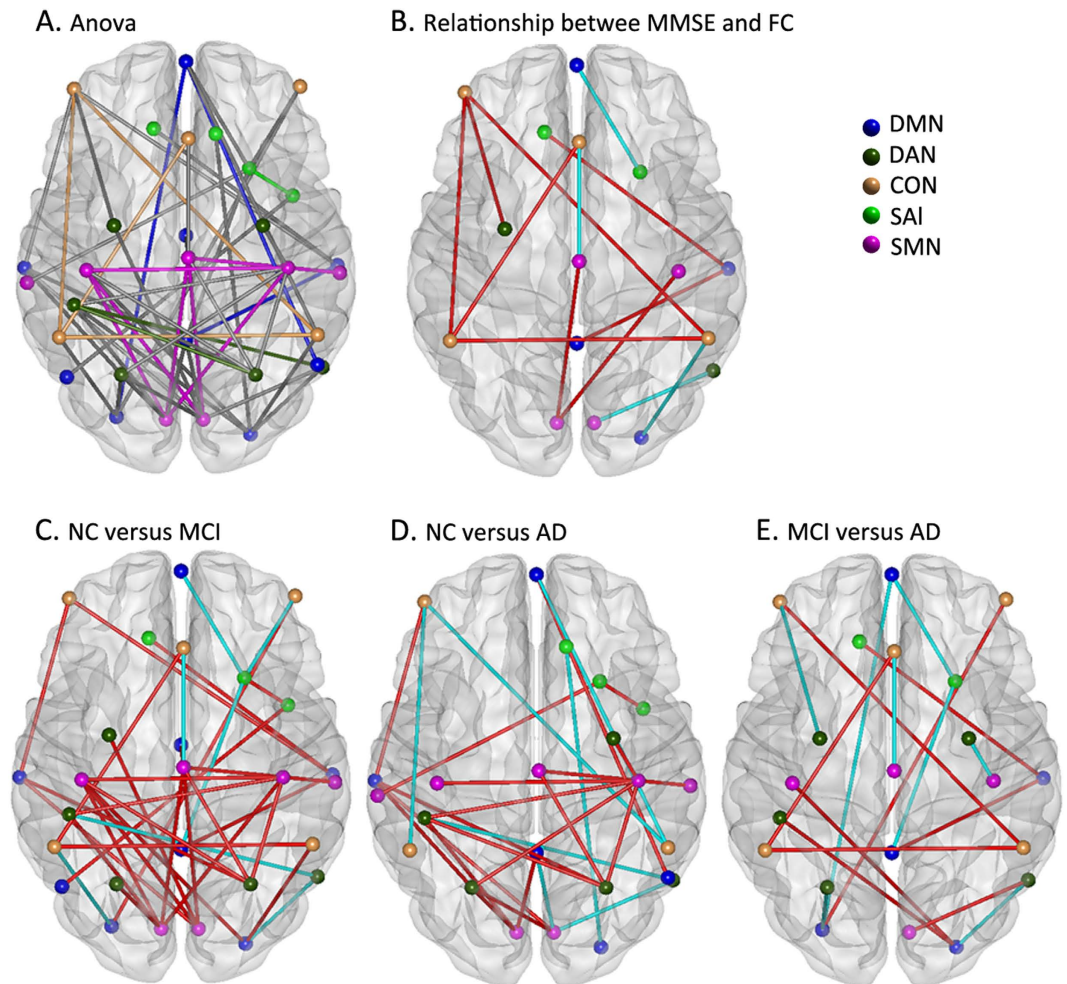 A. Anova
B. Relationship betwee MMSE and FC
DMN
DAN
CON
SAl
SMN
C. NC versus MCI
D. NC versus AD
E. MCI versus AD